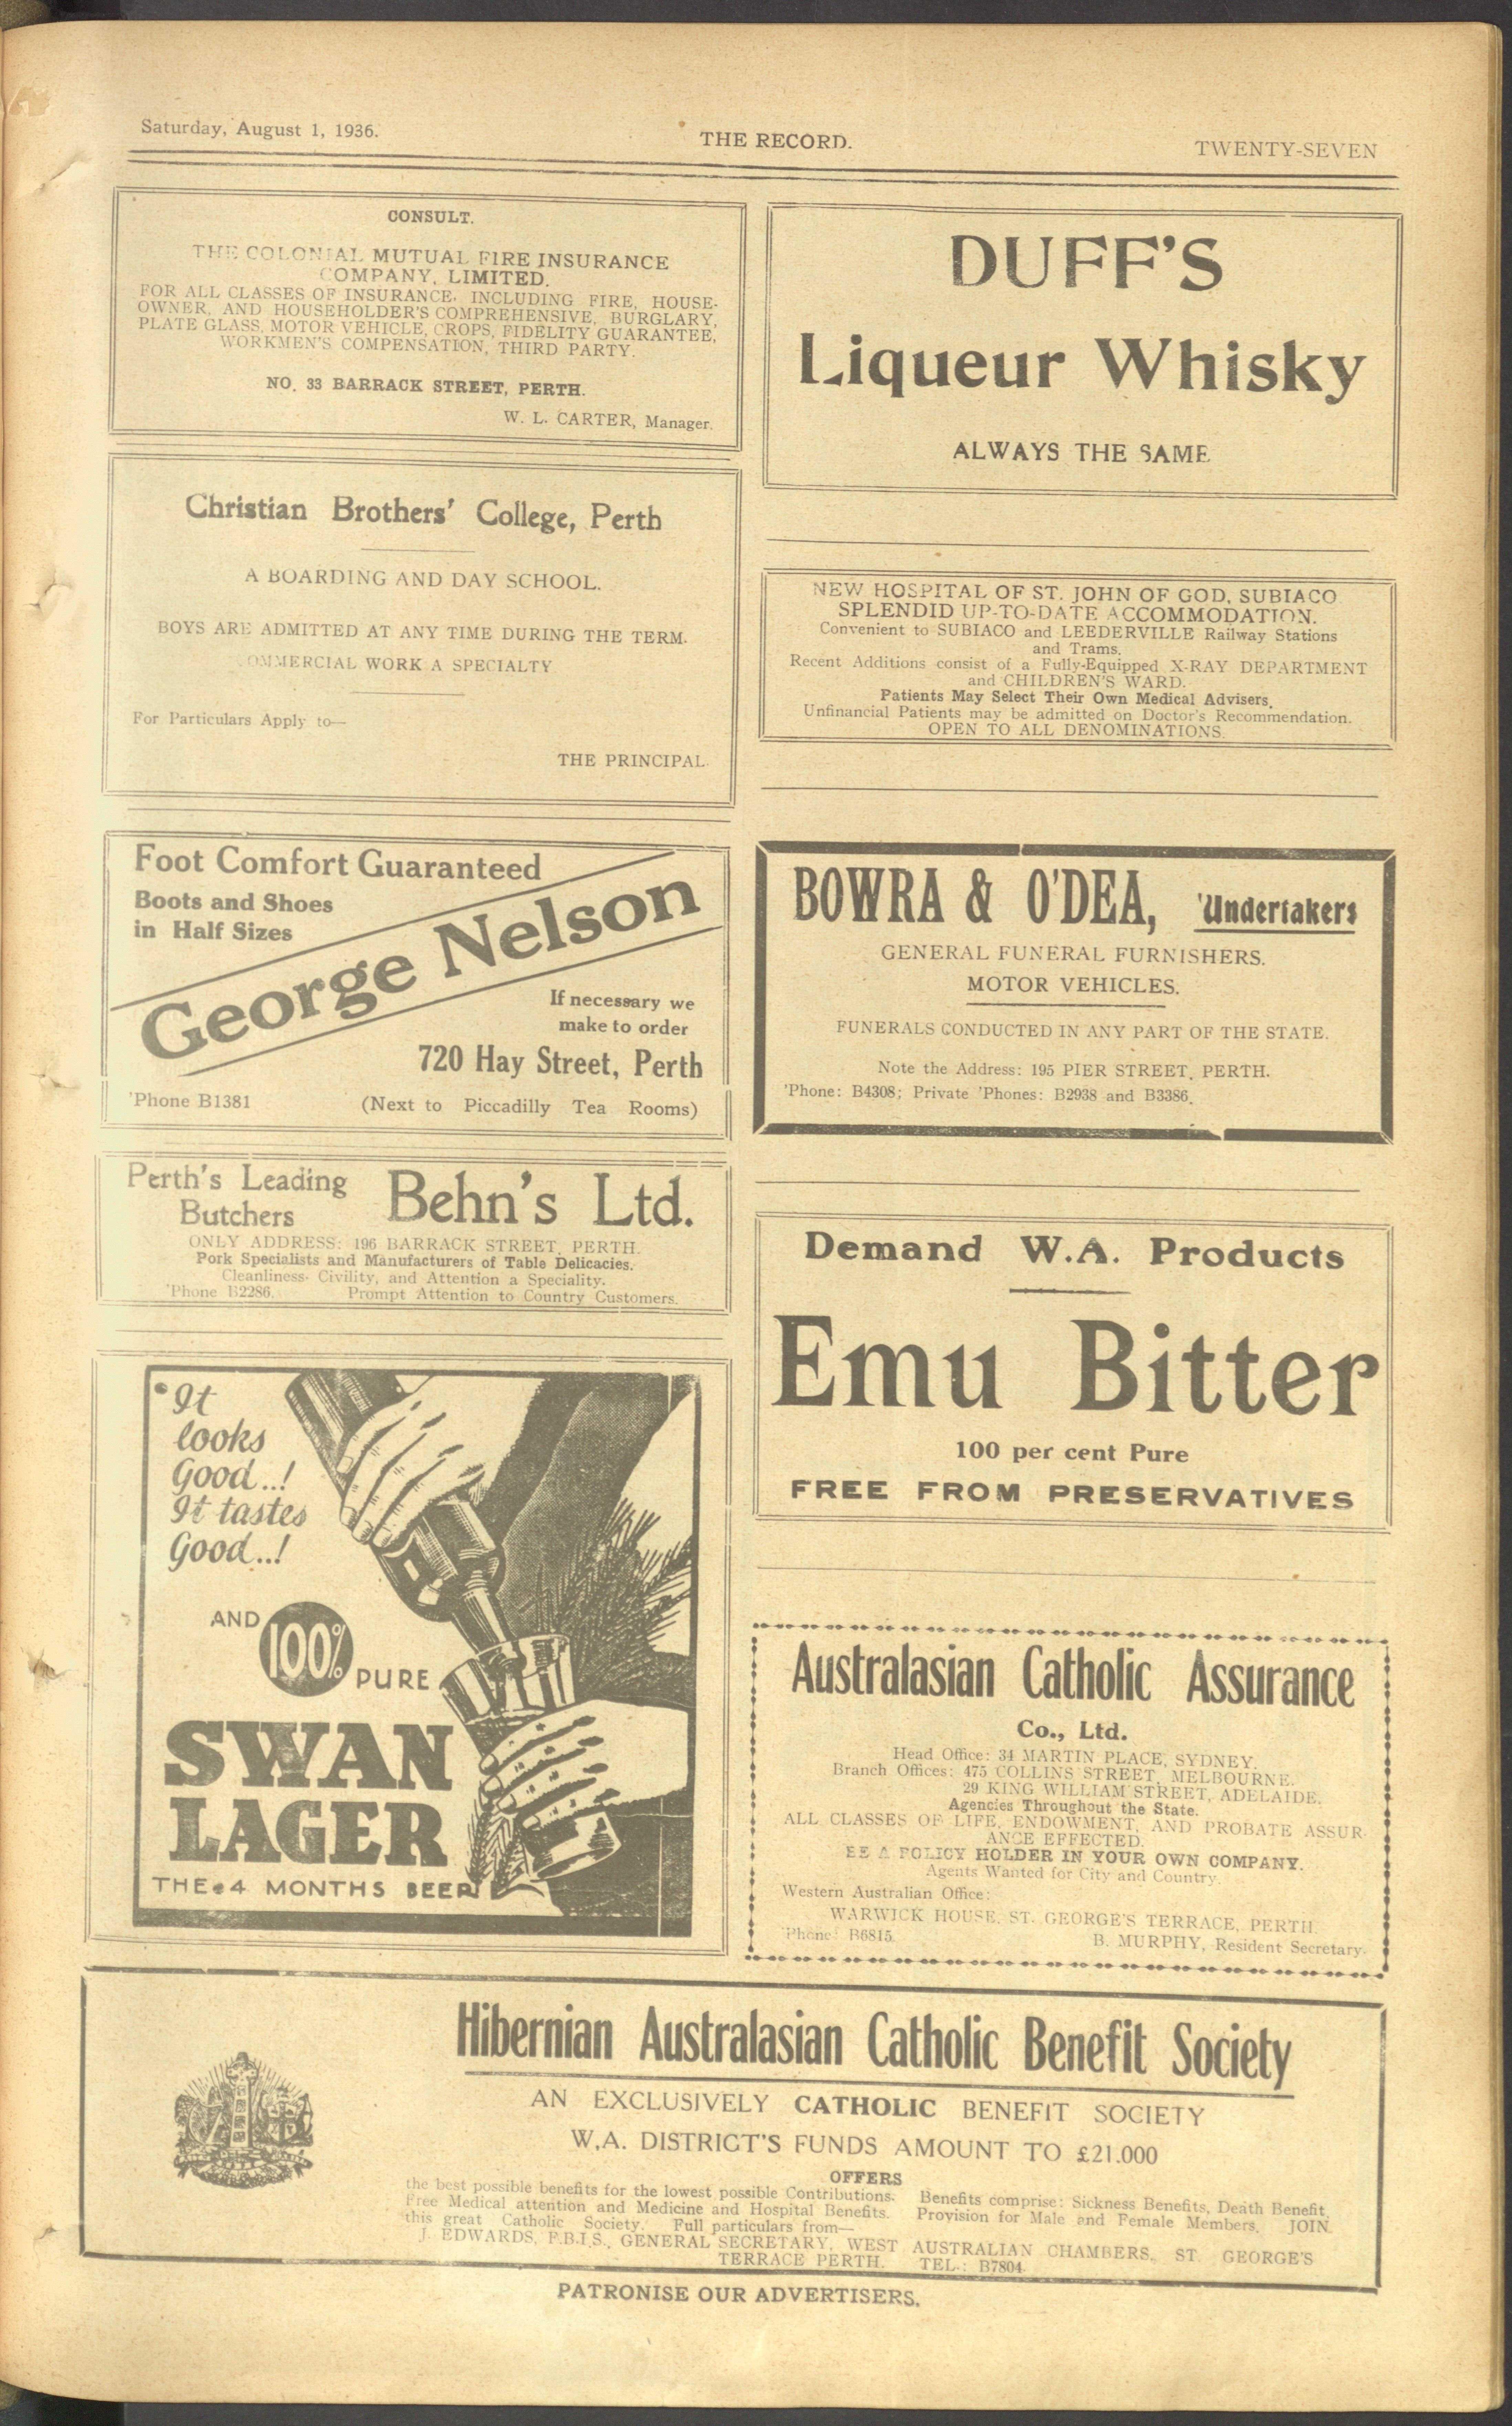 Saturday, August 1, 1936.
THE RECORD.
TWENTY-SEVEN
CONSULT.
THE COLONIAL MUTUAL FIRE INSURANCE
COMPANY, LIMITED.
FOR ALL CLASSES OF INSURANCE. INCLUDING FIRE, HOUSE-
OWNER, AND HOUSEHOLDER'S COMPREHENSIVE, BURGLARY,
PLATE GLASS, MOTOR VEHICLE, CROPS, FIDELITY GUARANTEE,
WORKMEN'S COMPENSATION, THIRD PARTY.
NO. 33 BARRACK STREET, PERTH.
W. L. CARTER, Manager.
Christian Brothers' College, Perth
A BOARDING AND DAY SCHOOL.
BOYS ARE ADMITTED AT ANY TIME DURING THE TERM.
COMMERCIAL WORK A SPECIALTY
For Particulars Apply to—
THE PRINCIPAL.
Foot Comfort Guaranteed
Boots and Shoes
in Half Sizes
George Nelson
If necessary we
make to order
720 Hay Street, Perth
'Phone B1381 (Next to Piccadilly Tea Rooms)
Perth's Leading
Butchers
Behn's Ltd.
ONLY ADDRESS: 196 BARRACK STREET, PERTH.
Pork Specialists and Manufacturers of Table Delicacies.
Cleanliness. Civility, and Attention a Speciality.
'Phone B2286. Prompt Attention to Country Customers.
It
looks
Good..!
It tastes
Good..!
AND
100%
PURE
SWAN
LAGER
THE 4 MONTHS BEER
DUFF'S
Liqueur Whisky
ALWAYS THE SAME
NEW HOSPITAL OF ST. JOHN OF GOD, SUBIACO
SPLENDID UP-TO-DATE ACCOMMODATION.
Convenient to SUBIACO and LEEDERVILLE Railway Stations
and Trams.
Recent Additions consist of a Fully-Equipped X-RAY DEPARTMENT
and CHILDREN'S WARD.
Patients May Select Their Own Medical Advisers.
Unfinancial Patients may be admitted on Doctor's Recommendation.
OPEN TO ALL DENOMINATIONS.
BOWRA & O'DEA, Undertakers
GENERAL FUNERAL FURNISHERS.
MOTOR VEHICLES.
FUNERALS CONDUCTED IN ANY PART OF THE STATE.
Note the Address: 195 PIER STREET, PERTH.
'Phone: B4308; Private 'Phones: B2938 and B3386.
Demand W.A. Products
Emu Bitter
100 per cent Pure
FREE FROM PRESERVATIVES
Australasian Catholic Assurance
Co., Ltd.
Head Office: 34 MARTIN PLACE, SYDNEY.
Branch Offices: 475 COLLINS STREET, MELBOURNE.
29 KING WILLIAM STREET, ADELAIDE.
Agencies Throughout the State.
ALL CLASSES OF LIFE, ENDOWMENT, AND PROBATE ASSUR-
ANCE EFFECTED.
BE A POLICY HOLDER IN YOUR OWN COMPANY.
Agents Wanted for City and Country.
Western Australian Office:
WARWICK HOUSE, ST. GEORGE'S TERRACE, PERTH.
'Phone: B6815. B. MURPHY, Resident Secretary.
Hibernian Australasian Catholic Benefit Society
AN EXCLUSIVELY CATHOLIC BENEFIT SOCIETY
W.A. DISTRICT'S FUNDS AMOUNT TO £21.000
OFFERS
the best possible benefits for the lowest possible Contributions. Benefits comprise: Sickness Benefits, Death Benefit,
Free Medical attention and Medicine and Hospital Benefits. Provision for Male and Female Members. JOIN
this great Catholic Society. Full particulars from—
J. EDWARDS, F.B.I.S., GENERAL SECRETARY, WEST AUSTRALIAN CHAMBERS, ST. GEORGE'S
TERRACE PERTH. TEL.: B7804.
PATRONISE OUR ADVERTISERS.